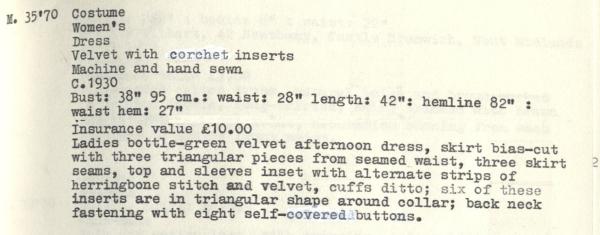 M. 35'70 Costume
Women's
Dress
Velvet with corchet inserts
Machine and hand sewn
C.1930
Bust: 38" 95 cm.: waist: 28" length: 42": hemline 82" :
waist hem: 27"
Insurance value £10.00
Ladies bottle-green velvet afternoon dress, skirt bias-cut
with three triangular pieces from seamed waist, three skirt
seams, top and sleeves inset with alternate strips of
herringbone stitch and velvet, cuffs ditto; six of these
inserts are in triangular shape around collar; back neck
fastening with eight self-covered buttons.
2